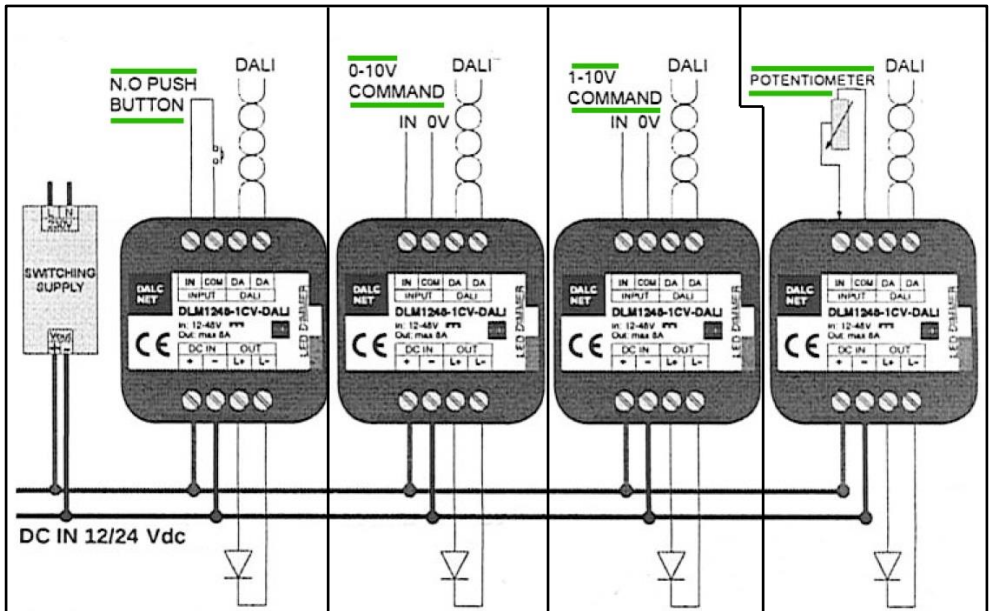 N.O PUSH
BUTTON
DALI
0-10V
COMMAND
IN 0V
DALI
1-10V
COMMAND
IN 0V
DALI
POTENTIOMETER
DALI
L N
SWITCHING
SUPPLY
Vout
+ -
DALC
NET
IN COM DA DA
INPUT DALI
DLM1248-1CV-DALI
In: 12-48V
Out: max 8A
CE
DC IN OUT
+ - L+ L-
LED DIMMER
DALC
NET
IN COM DA DA
INPUT DALI
DLM1248-1CV-DALI
In: 12-48V
Out: max 8A
CE
DC IN OUT
+ - L+ L-
LED DIMMER
DALC
NET
IN COM DA DA
INPUT DALI
DLM1248-1CV-DALI
In: 12-48V
Out: max 8A
CE
DC IN OUT
+ - L+ L-
LED DIMMER
DALC
NET
IN COM DA DA
INPUT DALI
DLM1248-1CV-DALI
In: 12-48V
Out: max 8A
CE
DC IN OUT
+ - L+ L-
LED DIMMER
DC IN 12/24 Vdc